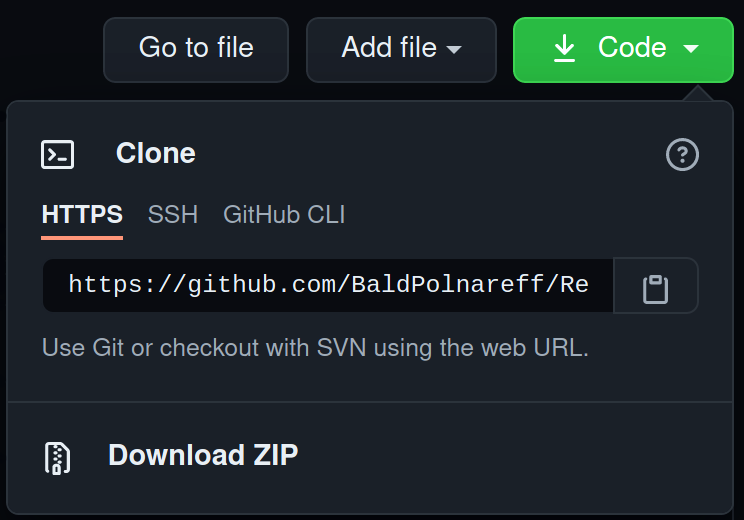 Go to file Add file Code
Clone
HTTPS SSH GitHub CLI
https://github.com/BaldPolnareff/Re
Use Git or checkout with SVN using the web URL.
Download ZIP